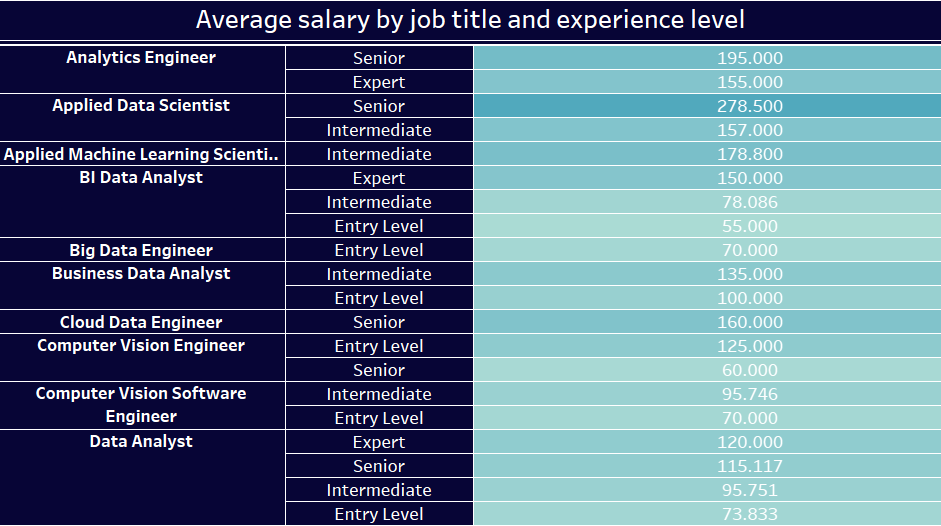 Average salary by job title and experience level
Analytics Engineer Senior 195.000
Expert 155.000
Applied Data Scientist Senior 278.500
Intermediate 157.000
Applied Machine Learning Scienti.. Intermediate 178.800
BI Data Analyst Expert 150.000
Intermediate 78.086
Entry Level 55.000
Big Data Engineer Entry Level 70.000
Business Data Analyst Intermediate 135.000
Entry Level 100.000
Cloud Data Engineer Senior 160.000
Computer Vision Engineer Entry Level 125.000
Senior 60.000
Computer Vision Software Intermediate 95.746
Engineer Entry Level 70.000
Data Analyst Expert 120.000
Senior 115.117
Intermediate 95.751
Entry Level 73.833